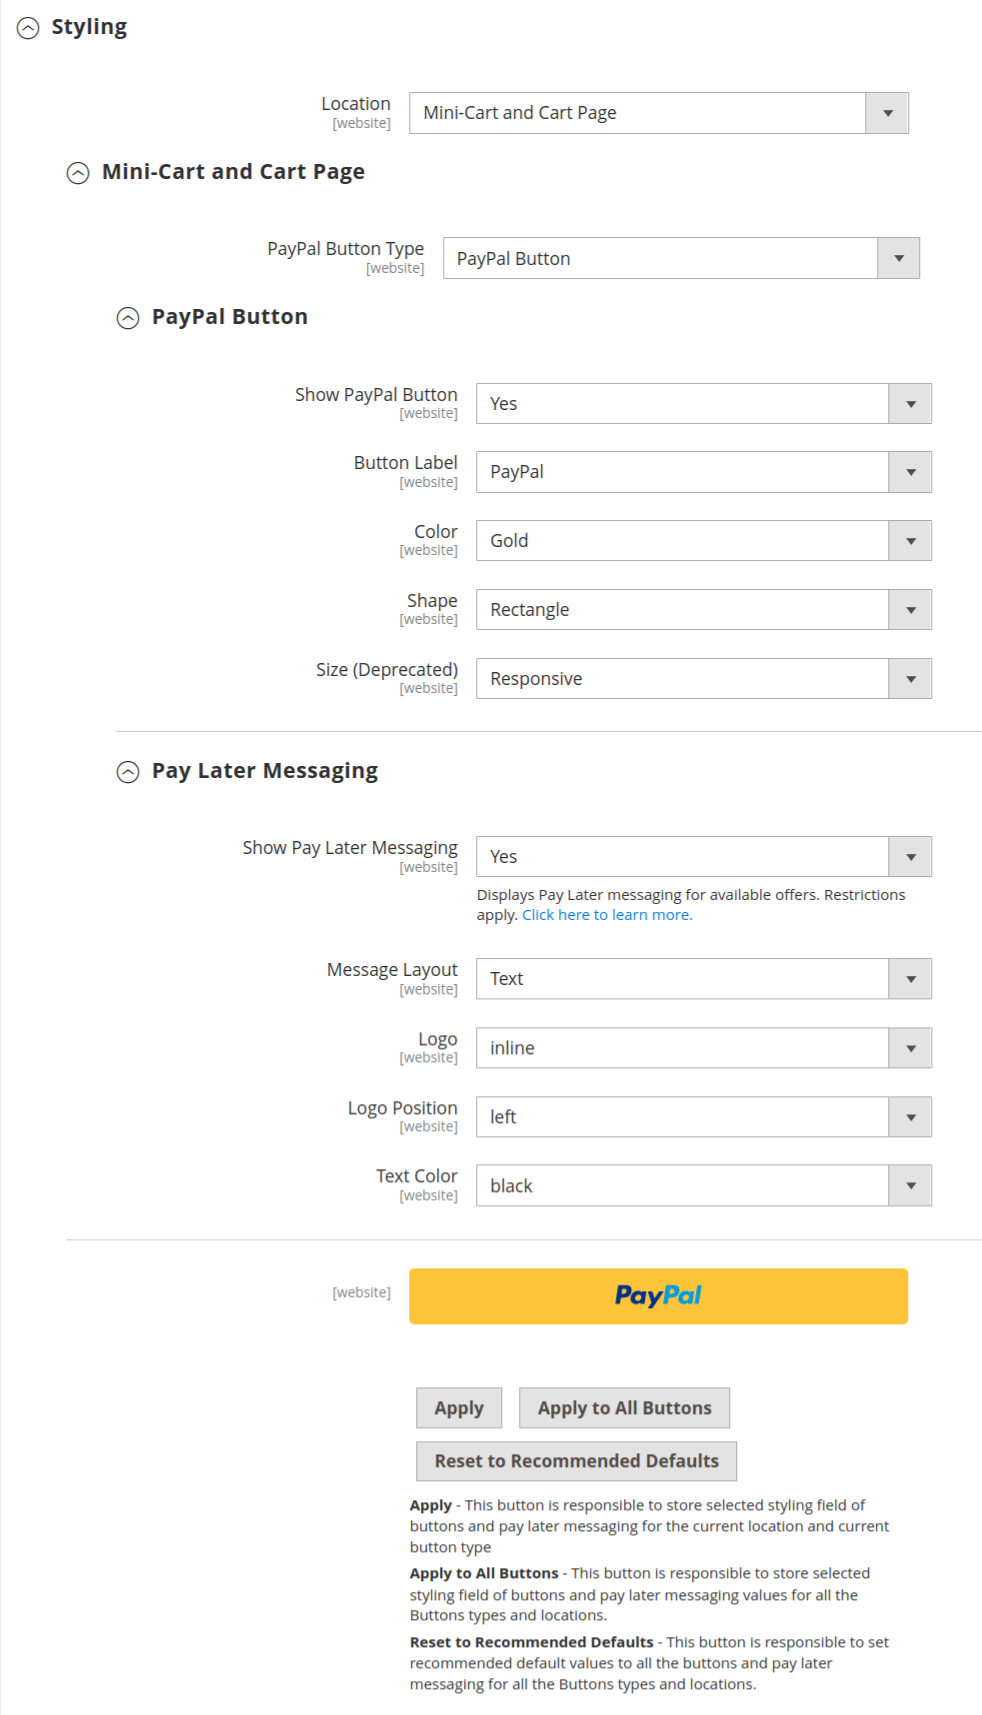 Styling
Location
[website]
Mini-Cart and Cart Page
Mini-Cart and Cart Page
PayPal Button Type
[website]
PayPal Button
PayPal Button
Show PayPal Button
[website]
Yes
Button Label
[website]
PayPal
Color
[website]
Gold
Shape
[website]
Rectangle
Size (Deprecated)
[website]
Responsive
Pay Later Messaging
Show Pay Later Messaging
[website]
Yes
Displays Pay Later messaging for available offers. Restrictions
apply. Click here to learn more.
Message Layout
[website]
Text
Logo
[website]
inline
Logo Position
[website]
left
Text Color
[website]
black
[website]
PayPal
Apply
Apply to All Buttons
Reset to Recommended Defaults
Apply - This button is responsible to store selected styling field of
buttons and pay later messaging for the current location and current
button type
Apply to All Buttons - This button is responsible to store selected
styling field of buttons and pay later messaging values for all the
Buttons types and locations.
Reset to Recommended Defaults - This button is responsible to set
recommended default values to all the buttons and pay later
messaging for all the Buttons types and locations.